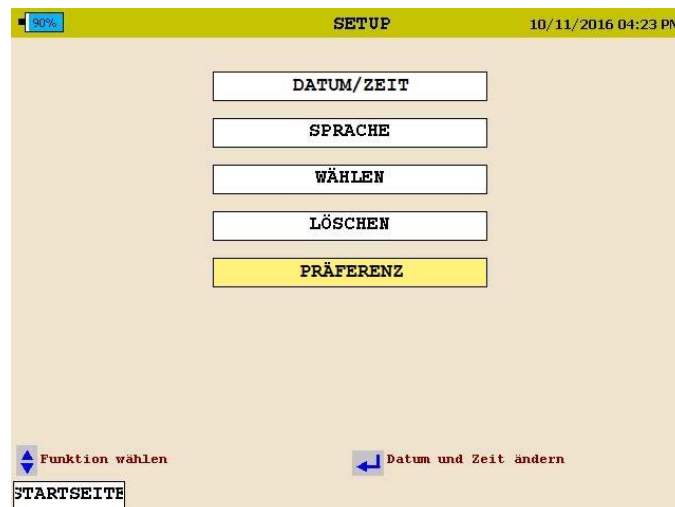 90%
SETUP
10/11/2016 04:23 PM
DATUM/ZEIT
SPRACHE
WÄHLEN
LÖSCHEN
PRÄFERENZ
Funktion wählen
Datum und Zeit ändern
STARTSEITE